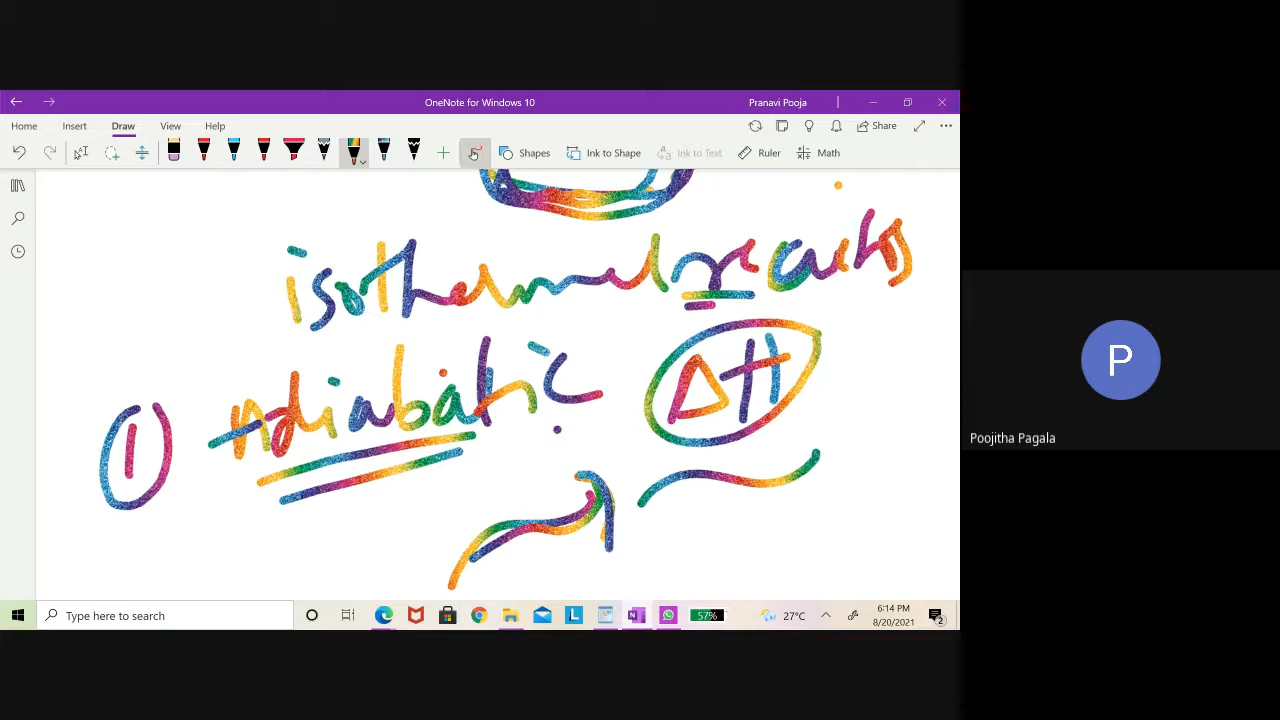 OneNote for Windows 10
Pranavi Pooja
Home Insert Draw View Help
Share
Shapes
Ink to Shape
Ink to Text
Ruler
Math
isothermal
Adiabatic ΔH
1
P
Poojitha Pagala
Type here to search
L
N
57%
27°C
6:14 PM
8/20/2021
2